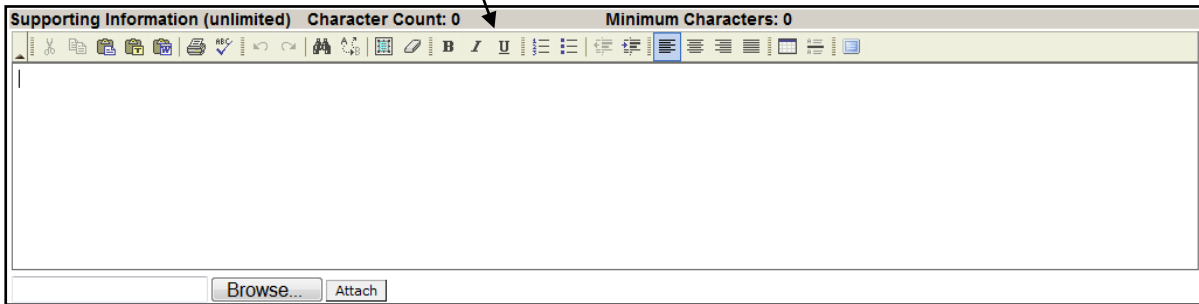 Supporting Information (unlimited) Character Count: 0 Minimum Characters: 0
B I U
Browse... Attach